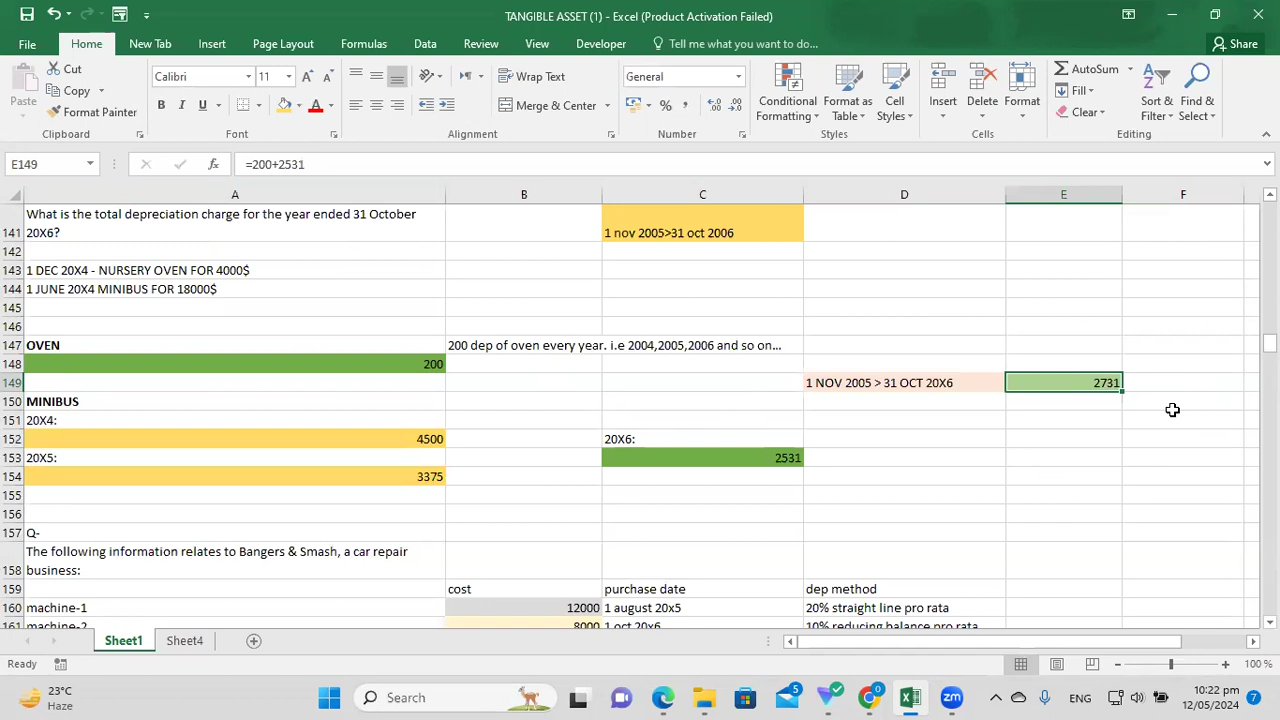 TANGIBLE ASSET (1) - Excel (Product Activation Failed)
File Home New Tab Insert Page Layout Formulas Data Review View Developer Tell me what you want to do... Share
Paste
Cut
Copy
Format Painter
Clipboard
Calibri 11
B I U
Font
Wrap Text
Merge & Center
Alignment
General
%
Number
Conditional Formatting
Format as Table
Cell Styles
Styles
Insert Delete Format
Cells
AutoSum
Fill
Clear
Sort & Filter
Find & Select
Editing
E149 fx =200+2531
A B C D E F
What is the total depreciation charge for the year ended 31 October
141 20X6? 1 nov 2005>31 oct 2006
142
143 1 DEC 20X4 - NURSERY OVEN FOR 4000$
144 1 JUNE 20X4 MINIBUS FOR 18000$
145
146
147 OVEN 200 dep of oven every year. i.e 2004,2005,2006 and so on...
148 200
149 1 NOV 2005 > 31 OCT 20X6 2731
150 MINIBUS
151 20X4:
152 4500 20X6:
153 20X5: 2531
154 3375
155
156
157 Q-
The following information relates to Bangers & Smash, a car repair
158 business:
159 cost purchase date dep method
160 machine-1 12000 1 august 20x5 20% straight line pro rata
161 machine-2 8000 1 oct 20x6 10% reducing balance pro rata
Sheet1 Sheet4
Ready 100 %
23°C
Haze
Search
5
0
ENG
10:22 pm
12/05/2024
7